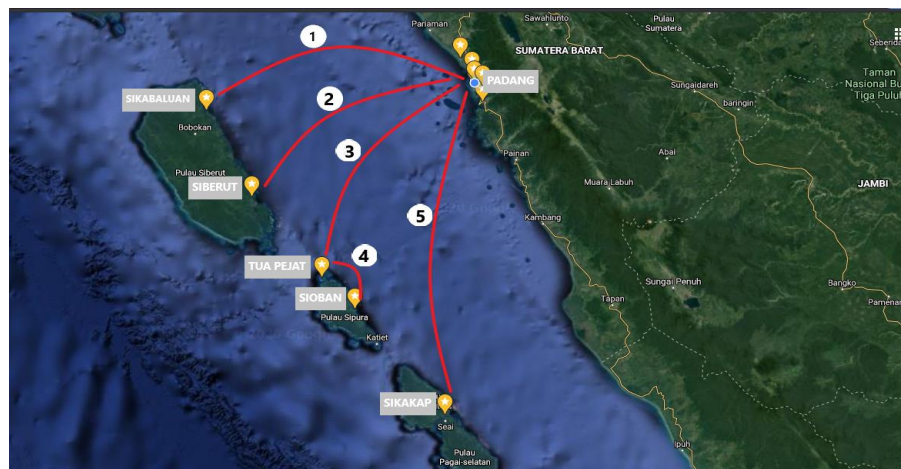 Pariaman
Sawahlunto
Pulau
Sumatera
1
SUMATERA BARAT
Seberida
PADANG
Taman
Nasional Bu
Tiga Puluh
SIKABALUAN
2
Sungaidareh
baringin
Bobokan
3
Painan
Abai
Pulau Siberut
SIBERUT
Muara Labuh
JAMBI
5
Kambang
4
TUA PEJAT
SIOBAN
Sungai Penuh
Bangko
Tapan
Pamenan
Pulau Sipura
Katiet
SIKAKAP
Seai
Ipuh
Pulau
Pagai-selatan